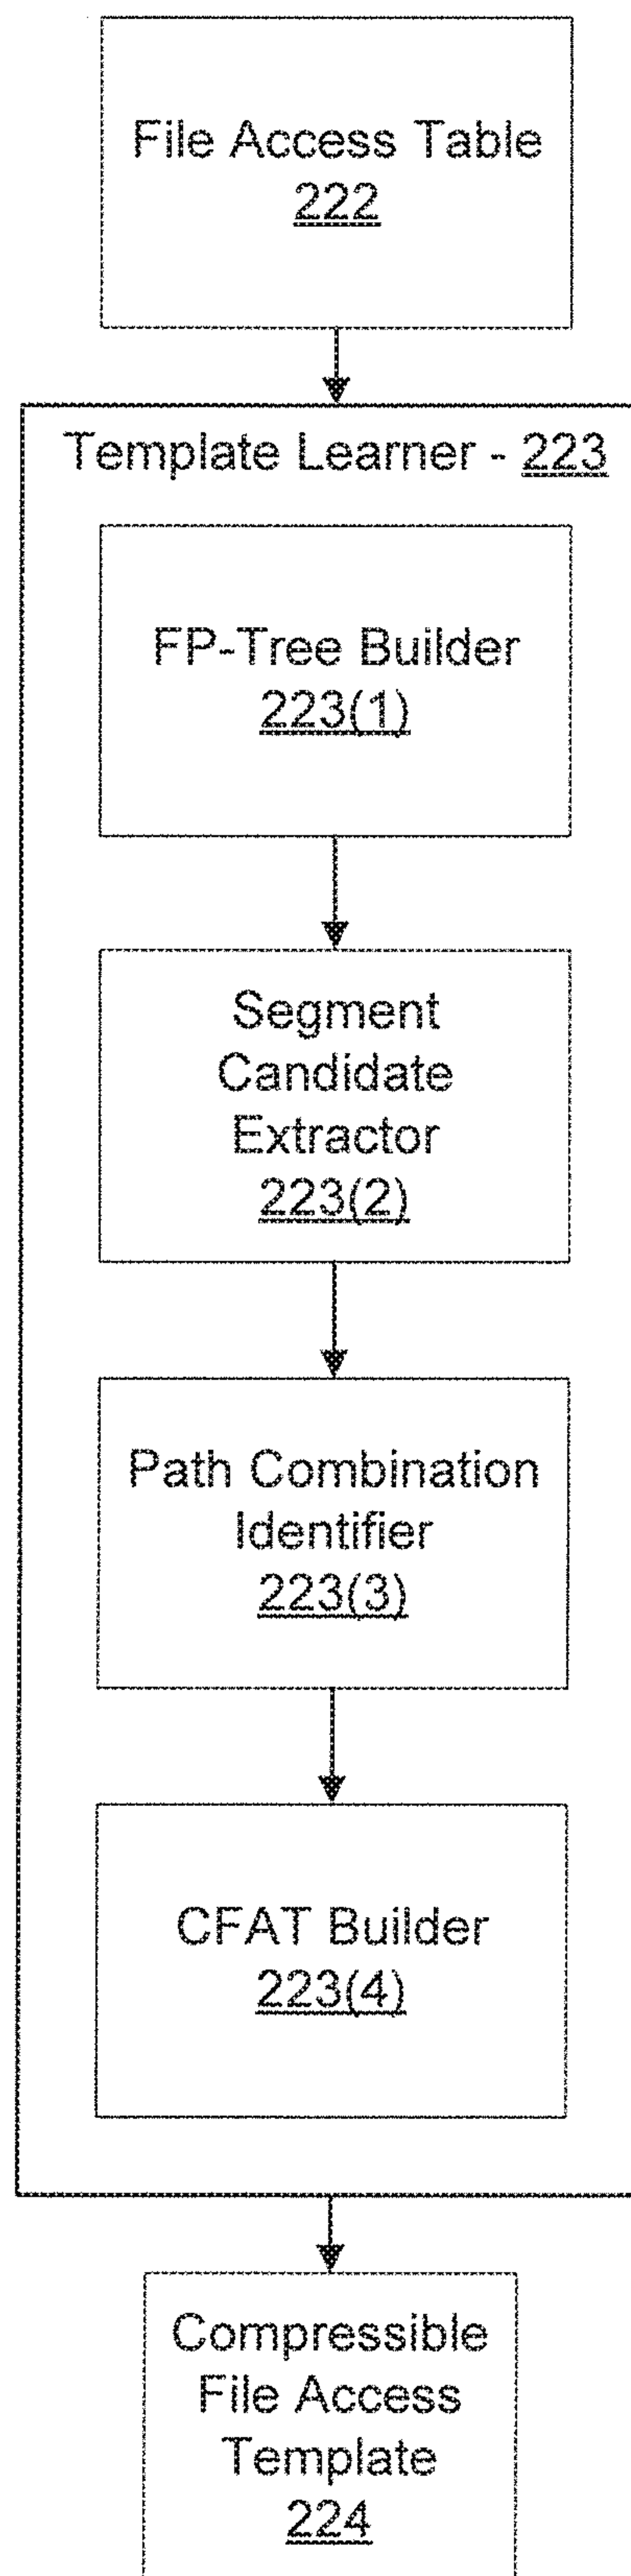 File Access Table
222
Template Learner - 223
FP-Tree Builder
223(1)
Segment
Candidate
Extractor
223(2)
Path Combination
Identifier
223(3)
CFAT Builder
223(4)
Compressible
File Access
Template
224